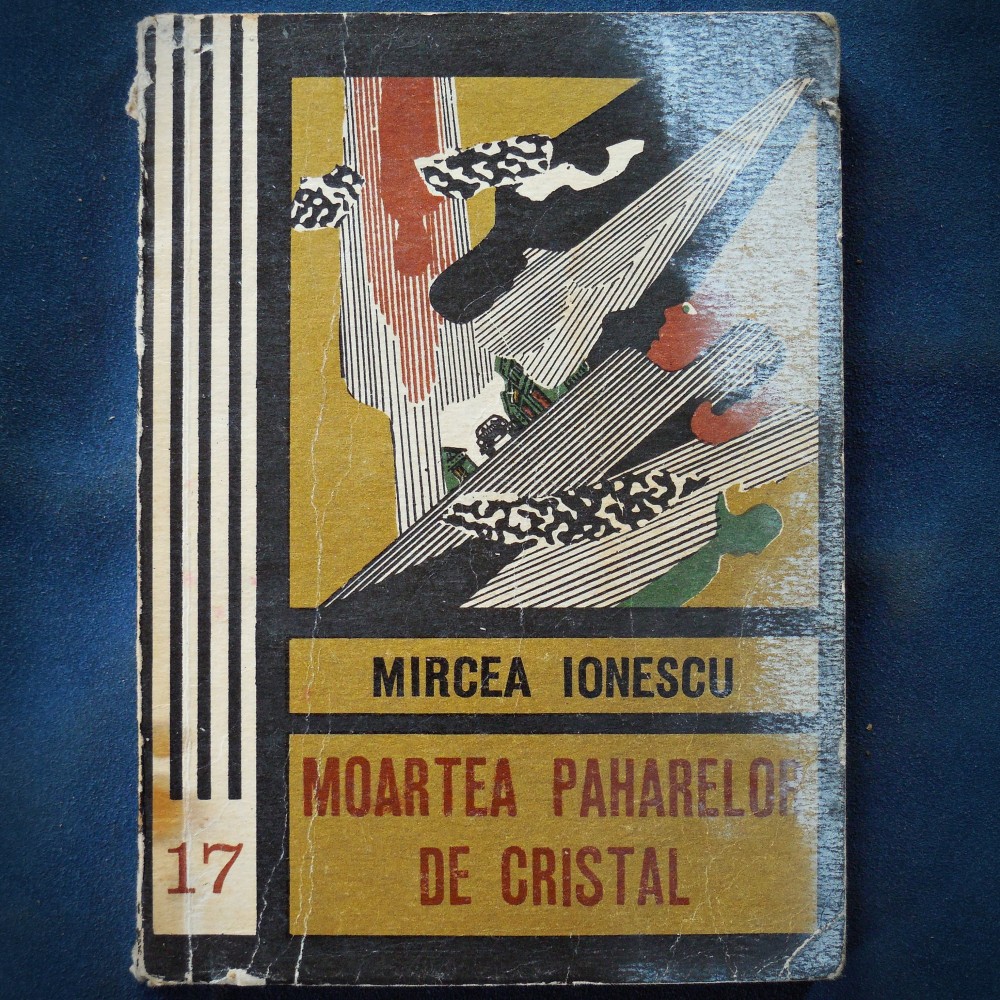 MIRCEA IONESCU
MOARTEA PAHARELOR
DE CRISTAL
17